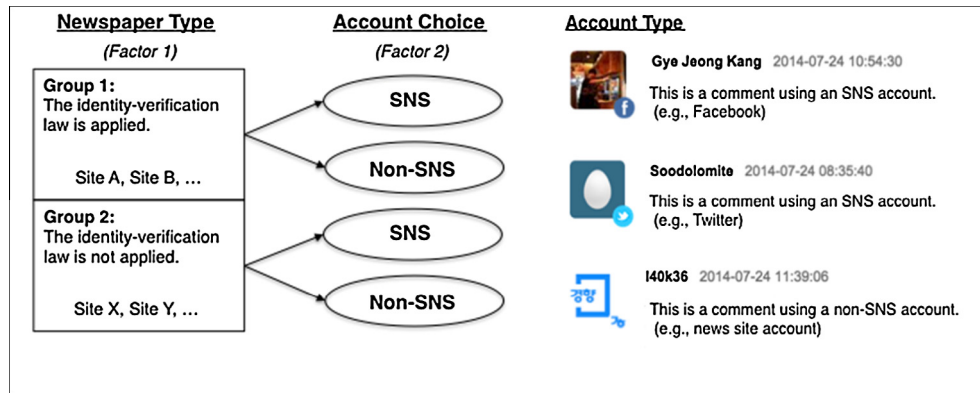 Newspaper Type
(Factor 1)
Group 1:
The identity-verification
law is applied.
Site A, Site B, ...
Group 2:
The identity-verification
law is not applied.
Site X, Site Y, ...
Account Choice
(Factor 2)
SNS
Non-SNS
SNS
Non-SNS
Account Type
Gye Jeong Kang 2014-07-24 10:54:30
This is a comment using an SNS account.
(e.g., Facebook)
f
Soodolomite 2014-07-24 08:35:40
This is a comment using an SNS account.
(e.g., Twitter)
경향
l40k36 2014-07-24 11:39:06
This is a comment using a non-SNS account.
(e.g., news site account)